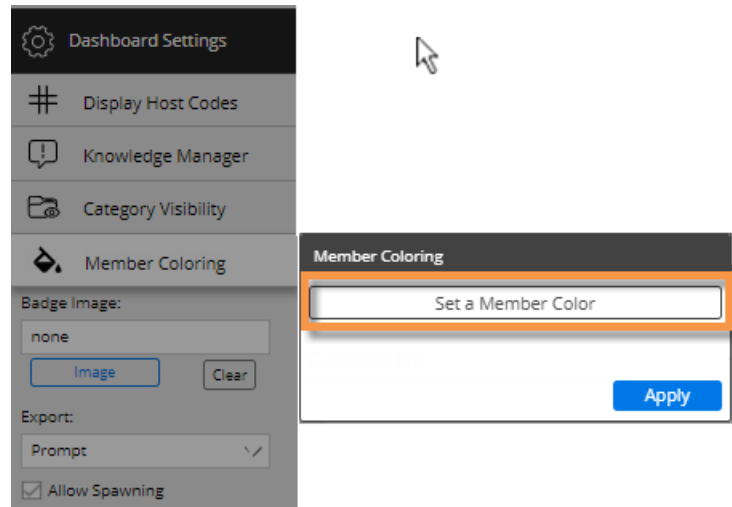 Dashboard Settings
Display Host Codes
Knowledge Manager
Category Visibility
Member Coloring
Badge Image:
none
Image
Clear
Export:
Prompt
Allow Spawning
Member Coloring
Set a Member Color
Apply